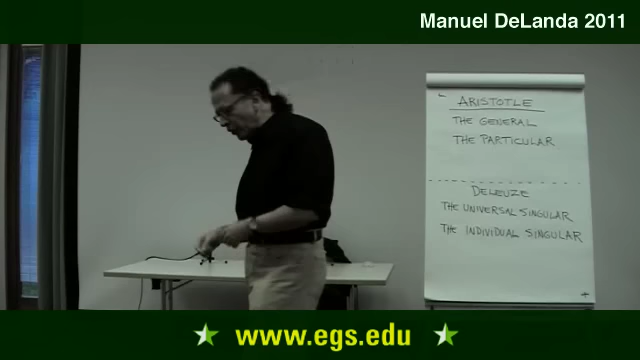 Manuel DeLanda 2011
ARISTOTLE
THE GENERAL
THE PARTICULAR
DELEUZE
THE UNIVERSAL SINGULAR
THE INDIVIDUAL SINGULAR
www.egs.edu